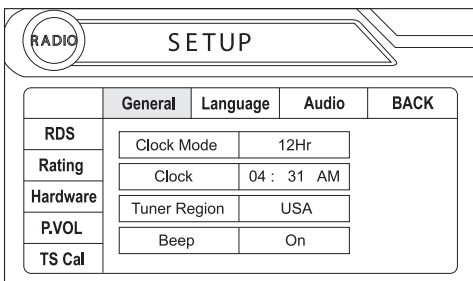 RADIO
SETUP
General Language Audio BACK
RDS
Rating
Hardware
P.VOL
TS Cal
Clock Mode 12Hr
Clock 04 : 31 AM
Tuner Region USA
Beep On